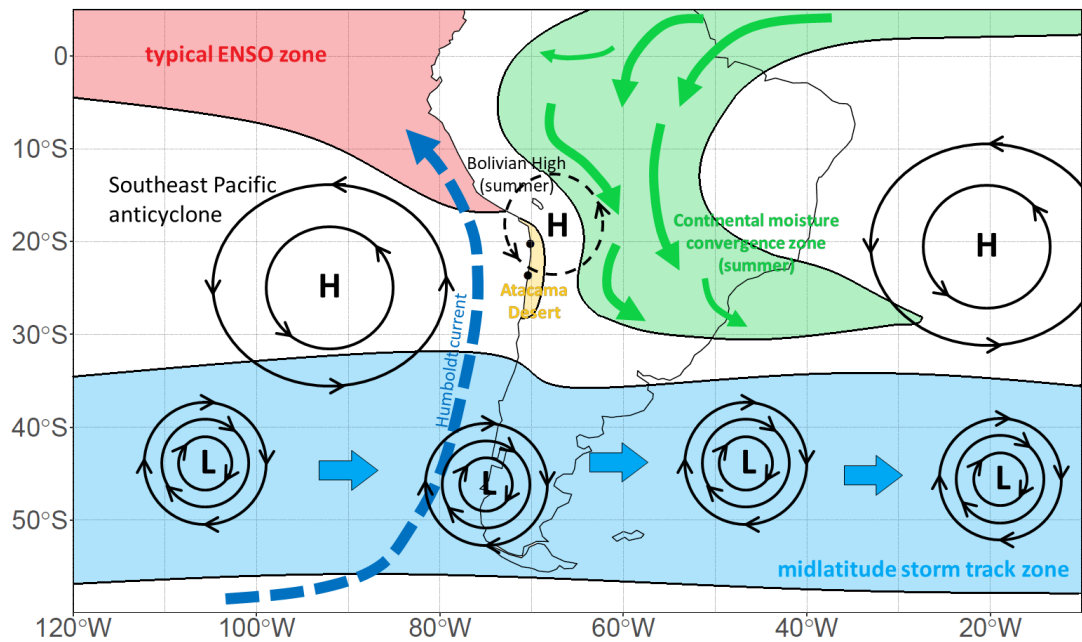 0
10°S
20°S
30°S
40°S
50°S
typical ENSO zone
Southeast Pacific
anticyclone
Bolivian High
(summer)
H
H
H
Continental moisture
convergence zone
(summer)
Atacama
Desert
Humboldt current
L
L
L
L
midlatitude storm track zone
120°W
100°W
80°W
60°W
40°W
20°W